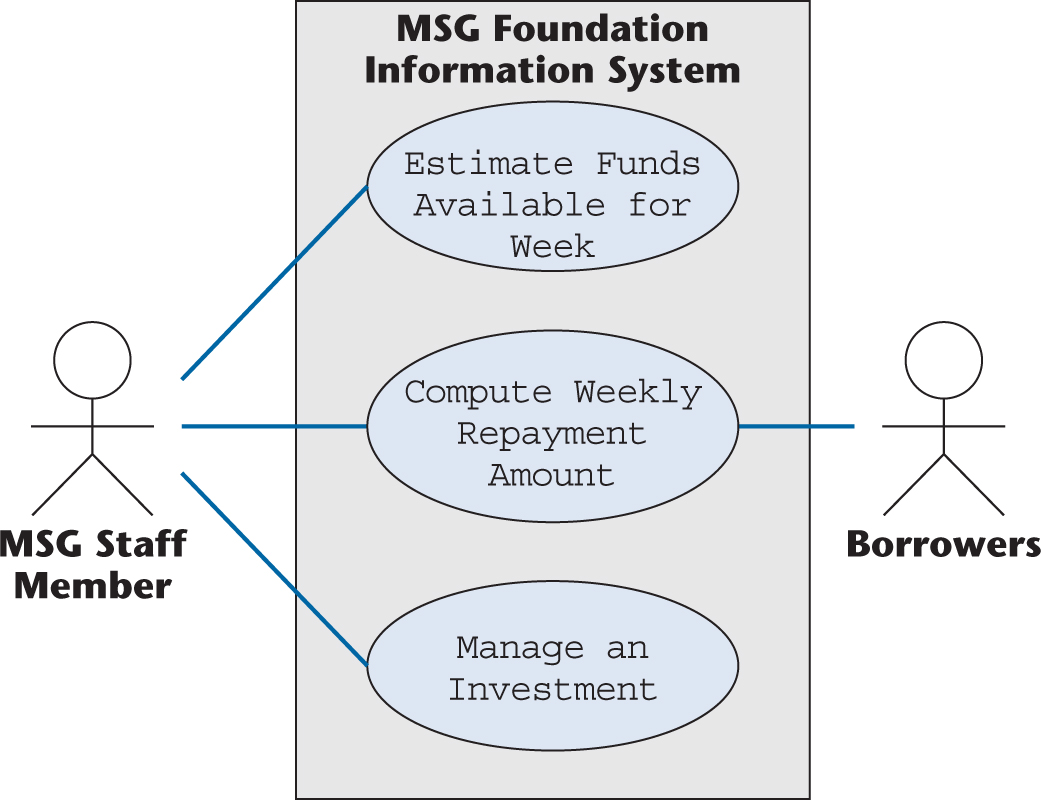 MSG Foundation
Information System
Estimate Funds
Available for
Week
Compute Weekly
Repayment
Amount
MSG Staff
Member
Borrowers
Manage an
Investment